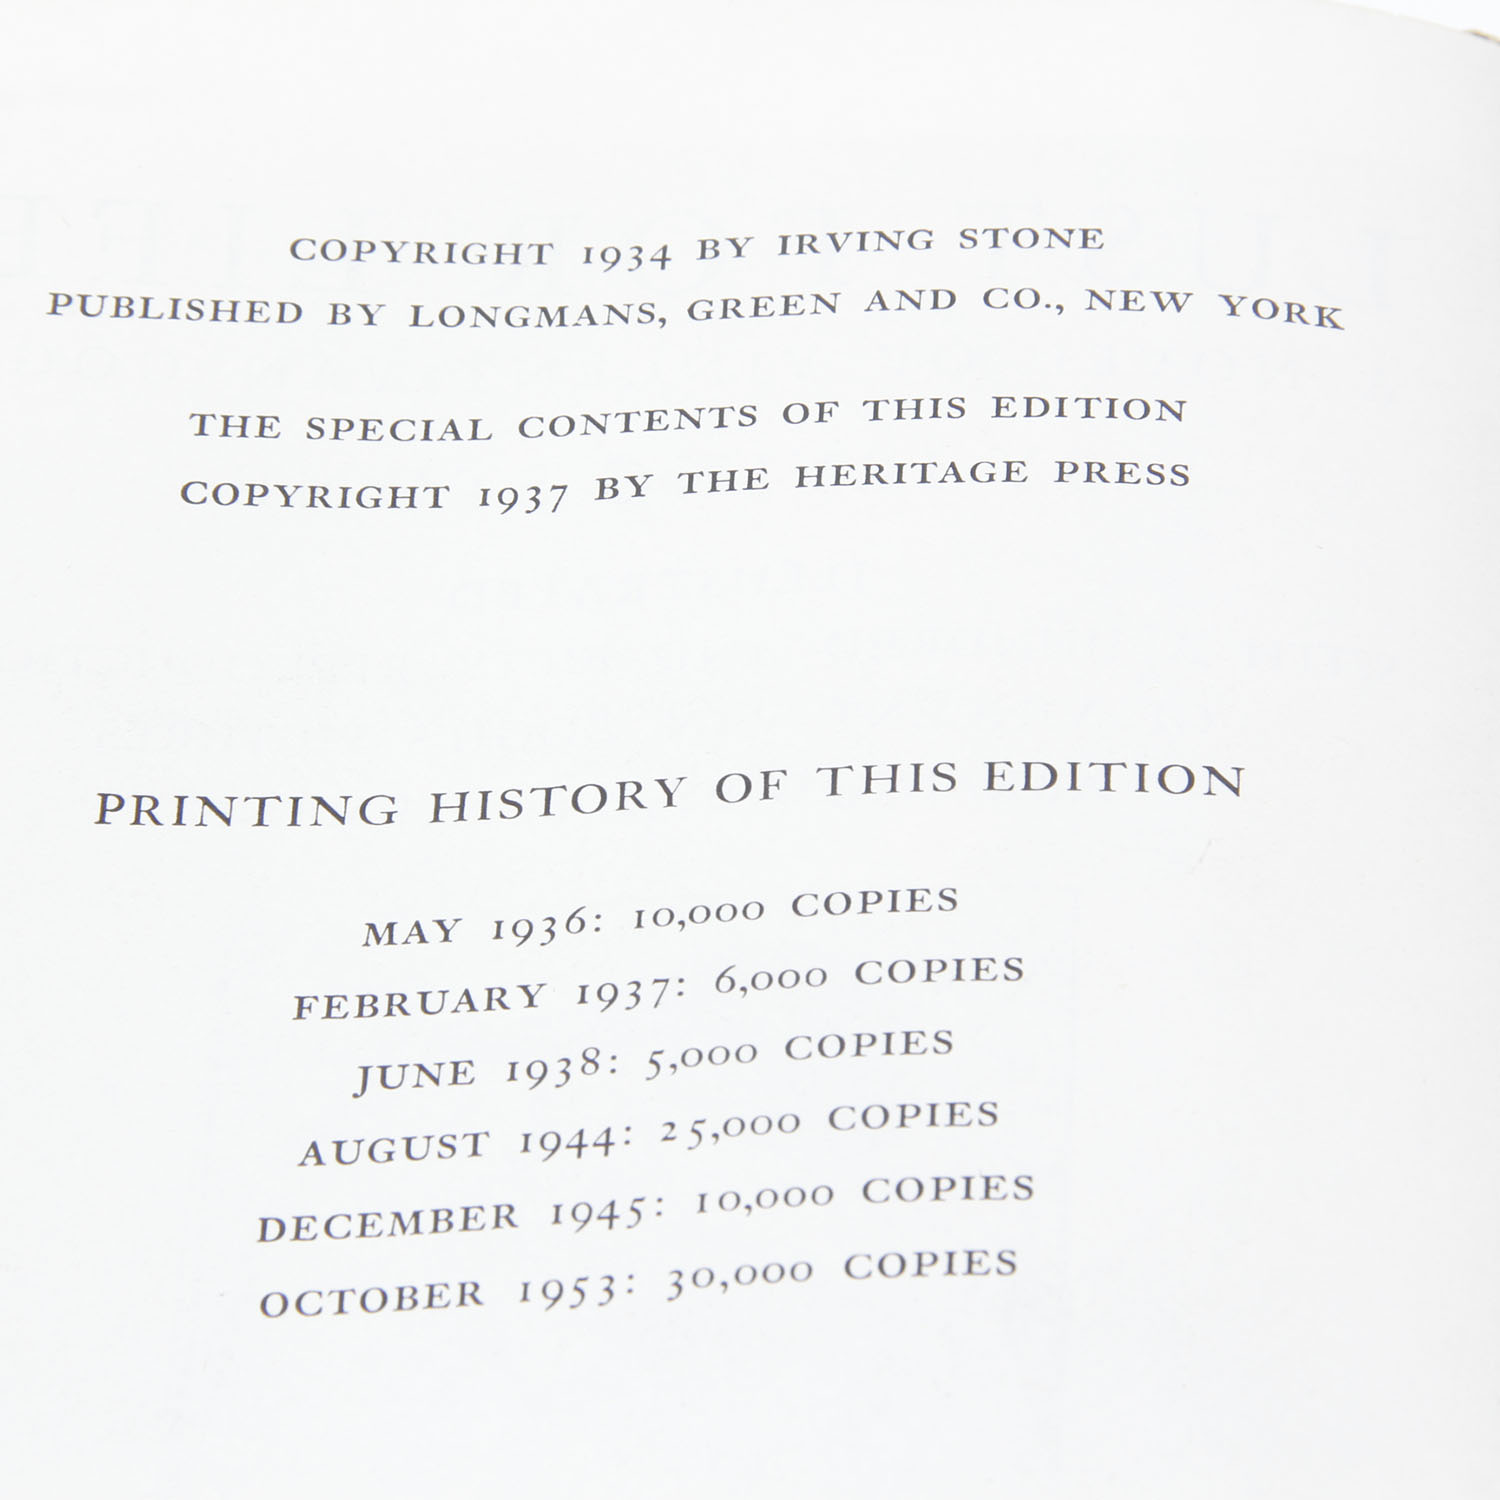 COPYRIGHT 1934 BY IRVING STONE
PUBLISHED BY LONGMANS, GREEN AND CO., NEW YORK
THE SPECIAL CONTENTS OF THIS EDITION
COPYRIGHT 1937 BY THE HERITAGE PRESS
PRINTING HISTORY OF THIS EDITION
MAY 1936: 10,000 COPIES
FEBRUARY 1937: 6,000 COPIES
JUNE 1938: 5,000 COPIES
AUGUST 1944: 25,000 COPIES
DECEMBER 1945: 10,000 COPIES
OCTOBER 1953: 30,000 COPIES